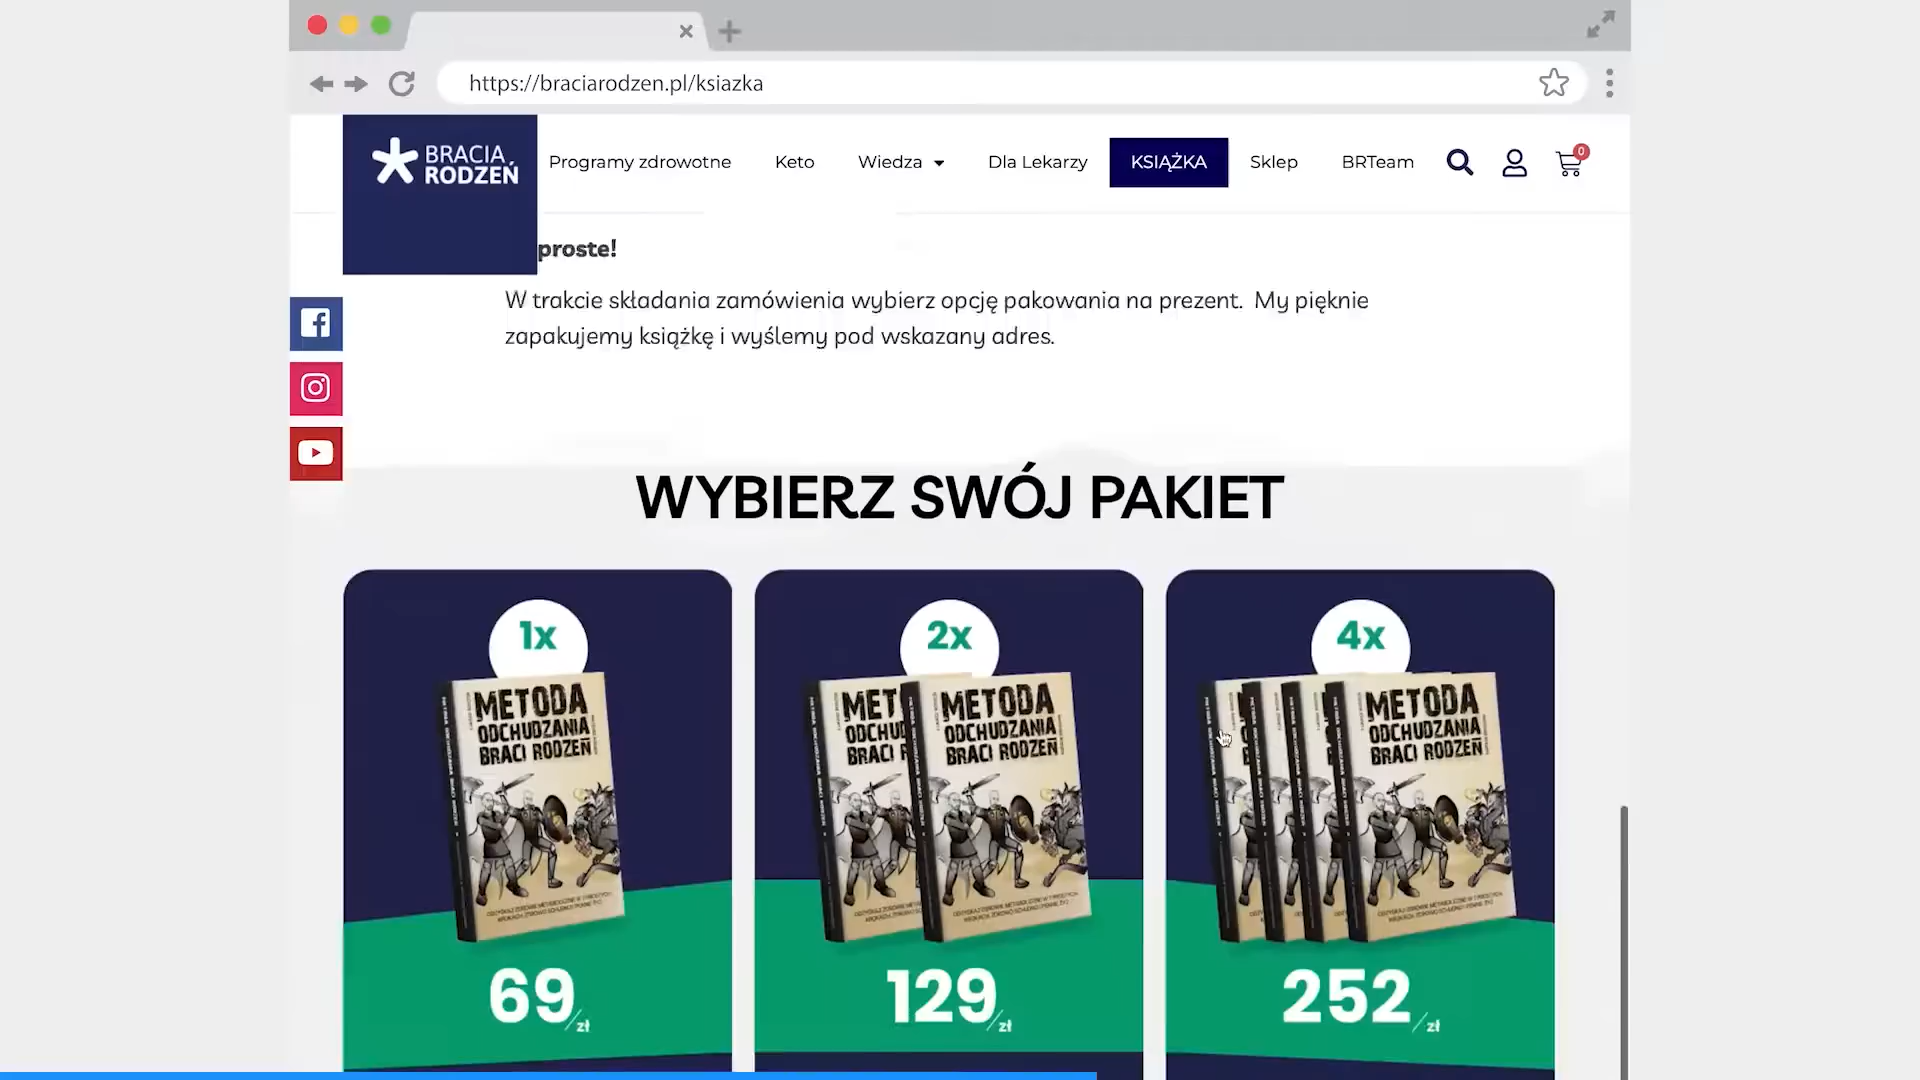 https://braciarodzen.pl/ksiazka
BRACIA
RODZEŃ
Programy zdrowotne
Keto
Wiedza
Dla Lekarzy
KSIĄŻKA
Sklep
BRTeam
0
proste!
W trakcie składania zamówienia wybierz opcję pakowania na prezent. My pięknie
zapakujemy książkę i wyślemy pod wskazany adres.
WYBIERZ SWÓJ PAKIET
1x
METODA
ODCHUDZANIA
BRACI RODZEŃ
69/zł
2x
MET
ODCHU
BRACI R
METODA
ODCHUDZANIA
BRACI RODZEŃ
129/zł
4x
METODA
ODCHUDZANIA
BRACI RODZEŃ
252/zł